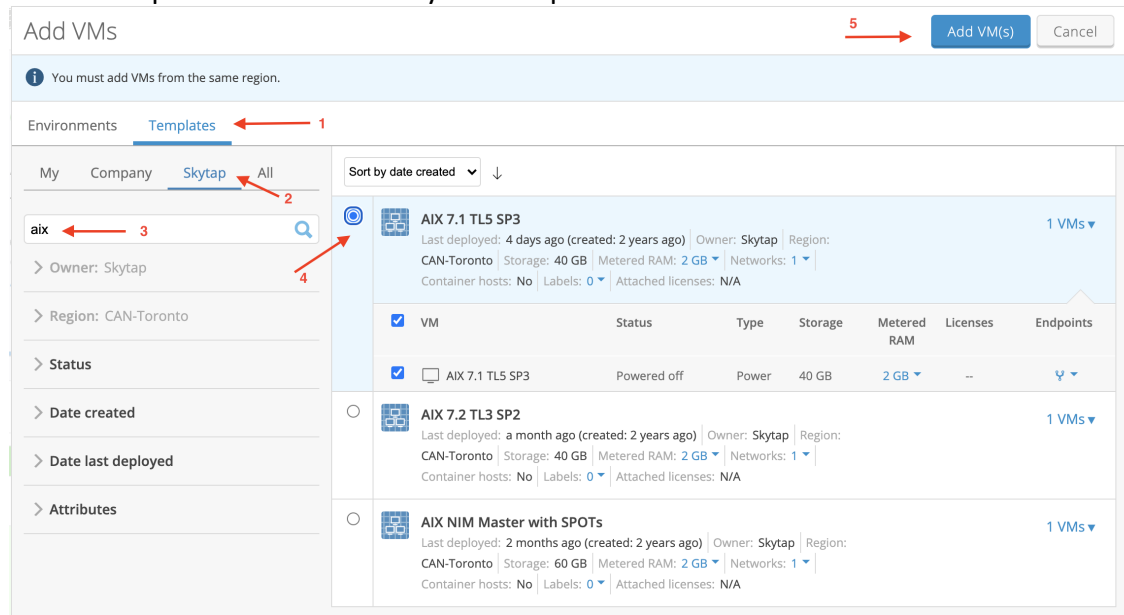 Add VMs
5
Add VM(s)
Cancel
You must add VMs from the same region.
Environments
Templates
1
My
Company
Skytap
All
2
aix
3
Owner: Skytap
Region: CAN-Toronto
Status
Date created
Date last deployed
Attributes
Sort by date created
4
AIX 7.1 TL5 SP3
1 VMs
Last deployed: 4 days ago (created: 2 years ago) Owner: Skytap Region:
CAN-Toronto Storage: 40 GB Metered RAM: 2 GB Networks: 1
Container hosts: No Labels: 0 Attached licenses: N/A
VM Status Type Storage Metered RAM Licenses Endpoints
AIX 7.1 TL5 SP3 Powered off Power 40 GB 2 GB --
AIX 7.2 TL3 SP2
1 VMs
Last deployed: a month ago (created: 2 years ago) Owner: Skytap Region:
CAN-Toronto Storage: 40 GB Metered RAM: 2 GB Networks: 1
Container hosts: No Labels: 0 Attached licenses: N/A
AIX NIM Master with SPOTs
1 VMs
Last deployed: 2 months ago (created: 2 years ago) Owner: Skytap Region:
CAN-Toronto Storage: 60 GB Metered RAM: 2 GB Networks: 1
Container hosts: No Labels: 0 Attached licenses: N/A